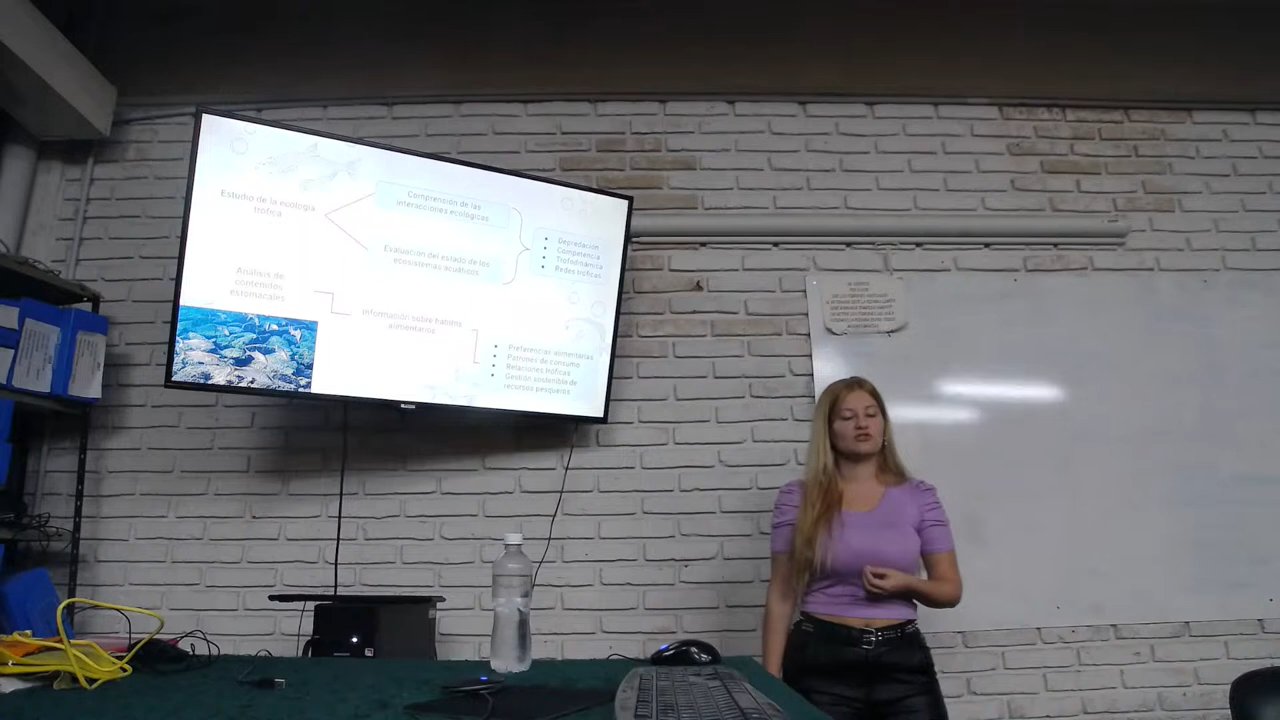 Estudio de la ecología
trófica
Comprensión de las
interacciones ecológicas
Evaluación del estado de los
ecosistemas acuáticos
Depredación
Competencia
Trofodinámica
Redes tróficas
Análisis de
contenidos
estomacales
Información sobre hábitos
alimentarios
Preferencias alimentarias
Patrones de consumo
Relaciones tróficas
Gestión sostenible de
recursos pesqueros